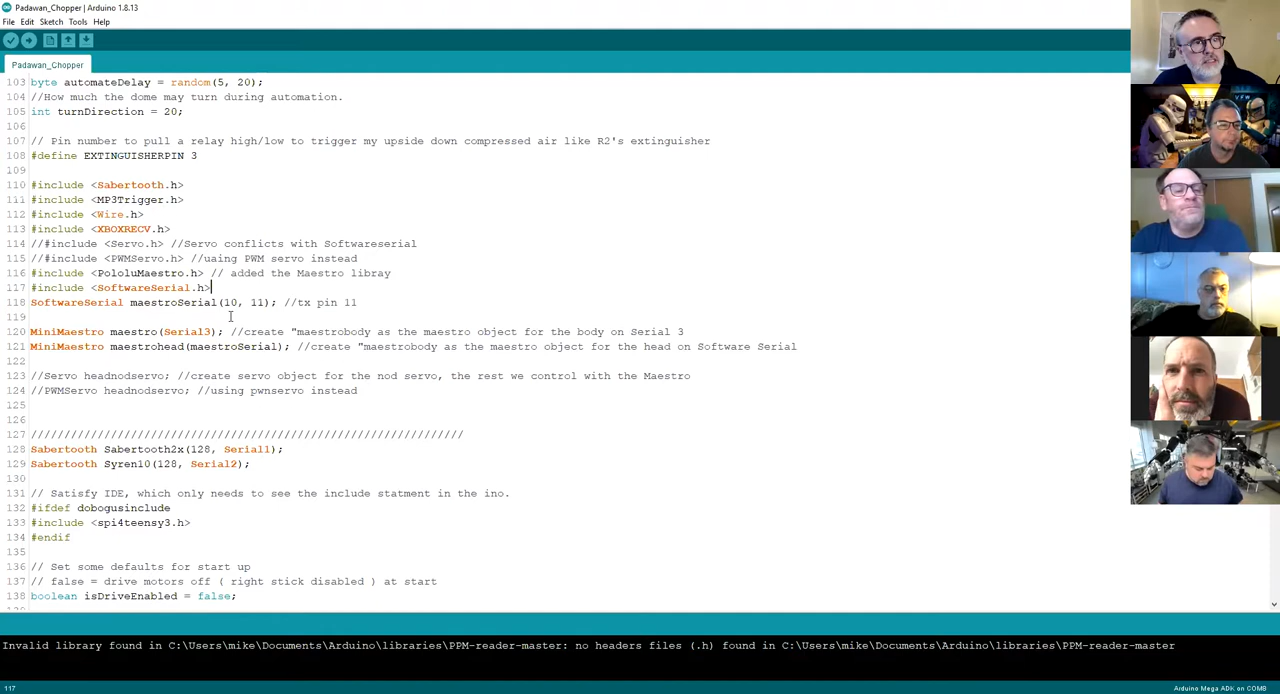 Padawan_Chopper | Arduino 1.8.13
File Edit Sketch Tools Help
Padawan_Chopper
103 byte automateDelay = random(5, 20);
104 //How much the dome may turn during automation.
105 int turnDirection = 20;
106
107 // Pin number to pull a relay high/low to trigger my upside down compressed air like R2's extinguisher
108 #define EXTINGUISHERPIN 3
109
110 #include <Sabertooth.h>
111 #include <MP3Trigger.h>
112 #include <Wire.h>
113 #include <XBOXRECV.h>
114 //#include <Servo.h> //Servo conflicts with Softwareserial
115 //#include <PWMServo.h> //uaing PWM servo instead
116 #include <PololuMaestro.h> // added the Maestro libray
117 #include <SoftwareSerial.h>
118 SoftwareSerial maestroSerial(10, 11); //tx pin 11
119
120 MiniMaestro maestro(Serial3); //create "maestrobody as the maestro object for the body on Serial 3
121 MiniMaestro maestrohead(maestroSerial); //create "maestrobody as the maestro object for the head on Software Serial
122
123 //Servo headnodservo; //create servo object for the nod servo, the rest we control with the Maestro
124 //PWMServo headnodservo; //using pwnservo instead
125
126
127 /////////////////////////////////////////////////////////////////
128 Sabertooth Sabertooth2x(128, Serial1);
129 Sabertooth Syren10(128, Serial2);
130
131 // Satisfy IDE, which only needs to see the include statment in the ino.
132 #ifdef dobogusinclude
133 #include <spi4teensy3.h>
134 #endif
135
136 // Set some defaults for start up
137 // false = drive motors off ( right stick disabled ) at start
138 boolean isDriveEnabled = false;
Invalid library found in C:\Users\mike\Documents\Arduino\libraries\PPM-reader-master: no headers files (.h) found in C:\Users\mike\Documents\Arduino\libraries\PPM-reader-master
117
Arduino Mega ADK on COM8